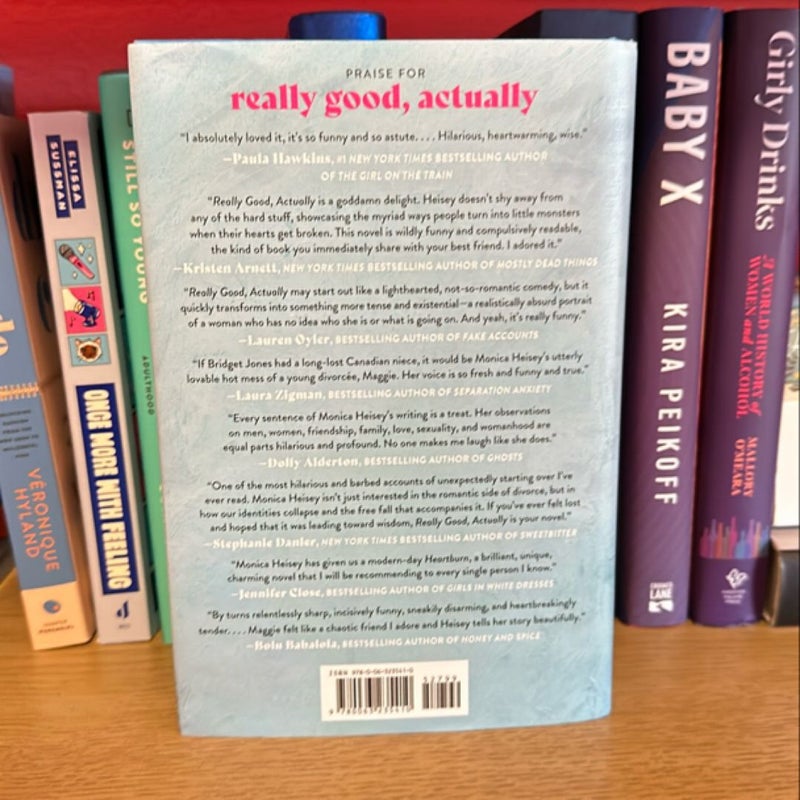 PRAISE FOR
really good, actually
"I absolutely loved it, it's so funny and so astute. . . . Hilarious, heartwarming, wise."
—Paula Hawkins, #1 NEW YORK TIMES BESTSELLING AUTHOR
OF THE GIRL ON THE TRAIN
"Really Good, Actually is a goddamn delight. Heisey doesn't shy away from
any of the hard stuff, showcasing the myriad ways people turn into little monsters
when their hearts get broken. This novel is wildly funny and compulsively readable,
the kind of book you immediately share with your best friend. I adored it."
—Kristen Arnett, NEW YORK TIMES BESTSELLING AUTHOR OF MOSTLY DEAD THINGS
"Really Good, Actually may start out like a lighthearted, not-so-romantic comedy, but it
quickly transforms into something more tense and existential—a realistically absurd portrait
of a woman who has no idea who she is or what is going on. And yeah, it's really funny."
—Lauren Oyler, BESTSELLING AUTHOR OF FAKE ACCOUNTS
"If Bridget Jones had a long-lost Canadian niece, it would be Monica Heisey's utterly
lovable hot mess of a young divorcée, Maggie. Her voice is so fresh and funny and true."
—Laura Zigman, BESTSELLING AUTHOR OF SEPARATION ANXIETY
"Every sentence of Monica Heisey's writing is a treat. Her observations
on men, women, friendship, family, love, sexuality, and womanhood are
equal parts hilarious and profound. No one makes me laugh like she does."
—Dolly Alderton, BESTSELLING AUTHOR OF GHOSTS
"One of the most hilarious and barbed accounts of unexpectedly starting over I've
ever read. Monica Heisey isn't just interested in the romantic side of divorce, but in
how our identities collapse and the free fall that accompanies it. If you've ever felt lost
and hoped that it was leading toward wisdom, Really Good, Actually is your novel."
—Stephanie Danler, NEW YORK TIMES BESTSELLING AUTHOR OF SWEETBITTER
"Monica Heisey has given us a modern-day Heartburn, a brilliant, unique,
charming novel that I will be recommending to every single person I know."
—Jennifer Close, BESTSELLING AUTHOR OF GIRLS IN WHITE DRESSES
"By turns relentlessly sharp, incisively funny, sneakily disarming, and heartbreakingly
tender. . . . Maggie felt like a chaotic friend I adore and Heisey tells her story beautifully."
—Bolu Babalola, BESTSELLING AUTHOR OF HONEY AND SPICE
ISBN 978-0-06-323541-0
52799
9 780063 235410
VÉRONIQUE
HYLAND
ELISSA
SUSSMAN
ONCE MORE WITH FEELING
STILL SO YOUNG
ADULTHOOD
BABY X
KIRA PEIKOFF
CROOKED
LANE
Girly Drinks
A WORLD HISTORY of
WOMEN and ALCOHOL
MALLORY
O'MEARA